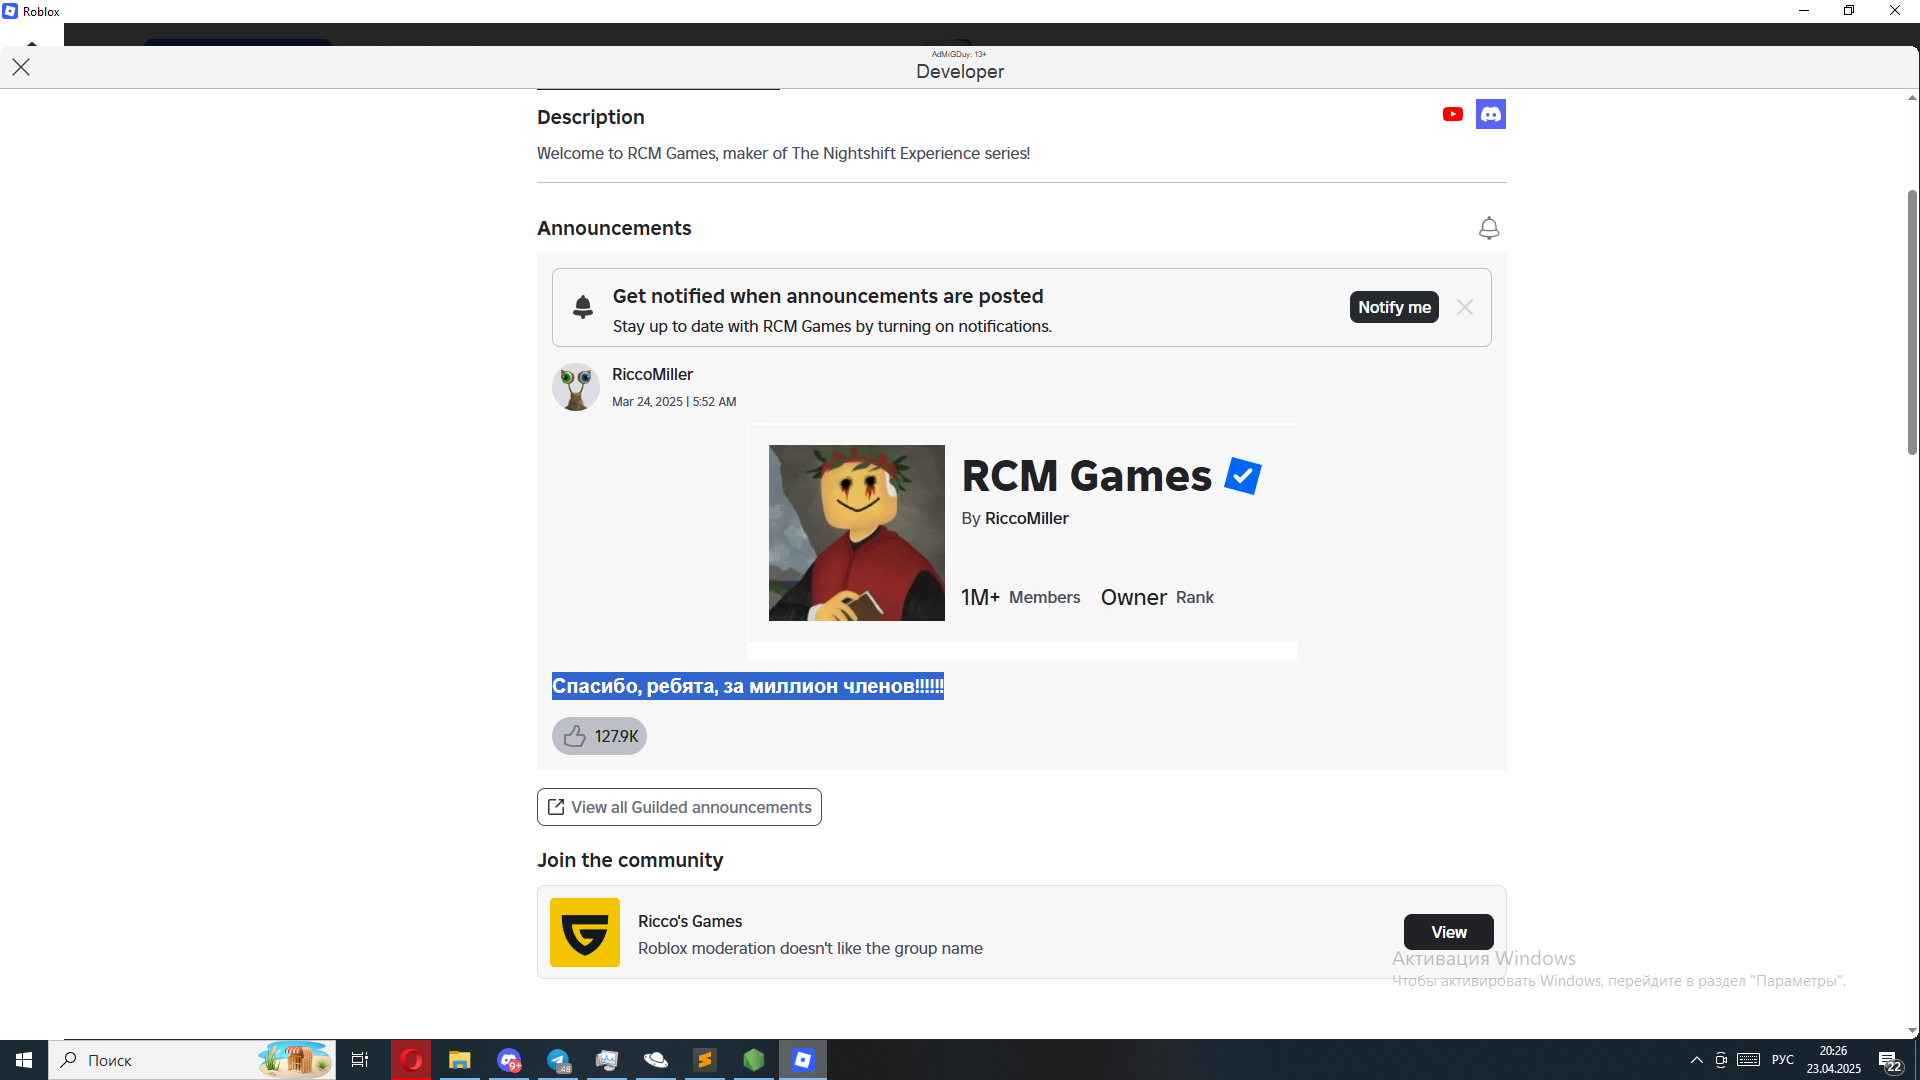 Roblox
AdMiGDuy: 13+
Developer
Description
Welcome to RCM Games, maker of The Nightshift Experience series!
Announcements
Get notified when announcements are posted
Stay up to date with RCM Games by turning on notifications.
Notify me
RiccoMiller
Mar 24, 2025 | 5:52 AM
RCM Games
By RiccoMiller
1M+ Members Owner Rank
Спасибо, ребята, за миллион членов!!!!!!
127.9K
View all Guilded announcements
Join the community
Ricco's Games
Roblox moderation doesn't like the group name
View
Активация Windows
Чтобы активировать Windows, перейдите в раздел "Параметры".
Поиск
9+
48
РУС
20:26
23.04.2025
22